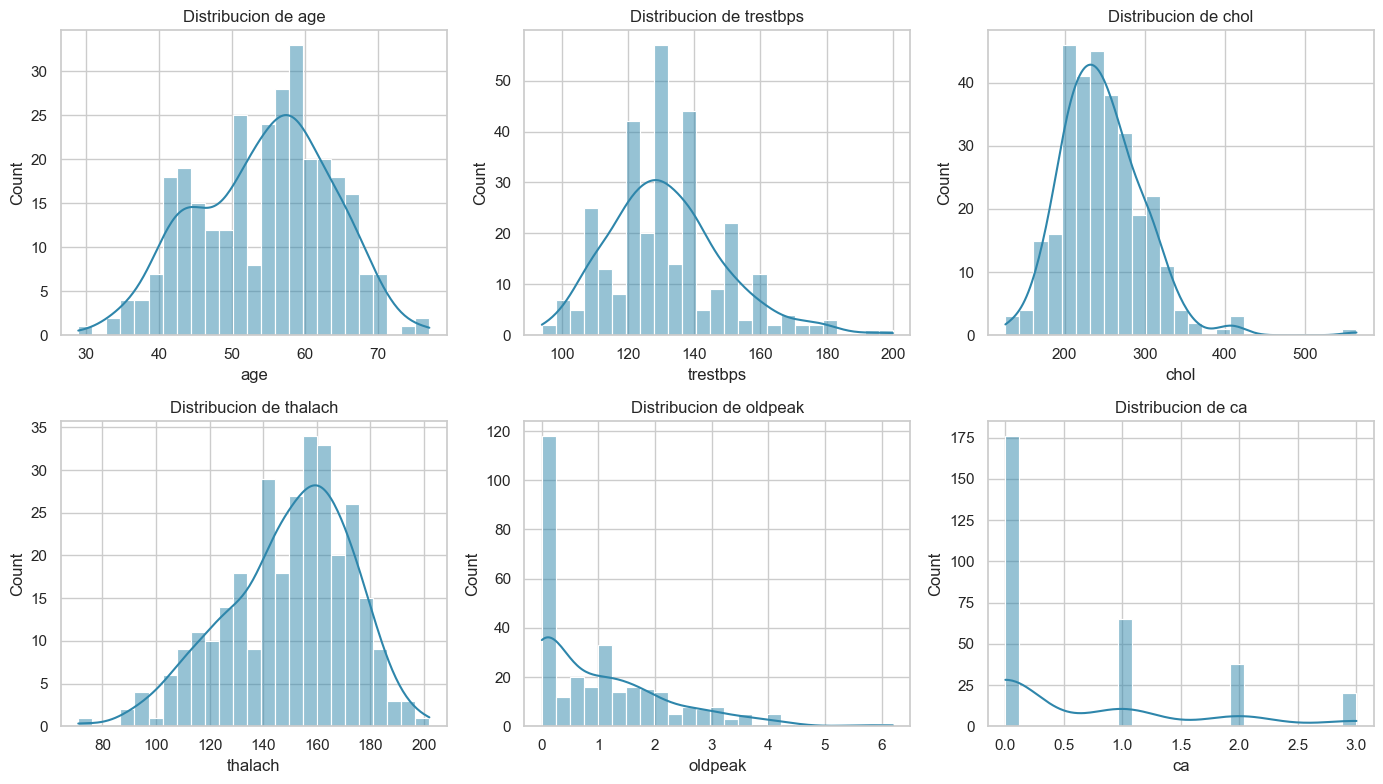 Distribucion de age
35
30
25
20
15
10
5
0
Count
30 40 50 60 70
age
Distribucion de trestbps
50
40
30
20
10
0
Count
100 120 140 160 180 200
trestbps
Distribucion de chol
40
30
20
10
0
Count
200 300 400 500
chol
Distribucion de thalach
35
30
25
20
15
10
5
0
Count
80 100 120 140 160 180 200
thalach
Distribucion de oldpeak
120
100
80
60
40
20
0
Count
0 1 2 3 4 5 6
oldpeak
Distribucion de ca
175
150
125
100
75
50
25
0
Count
0.0 0.5 1.0 1.5 2.0 2.5 3.0
ca